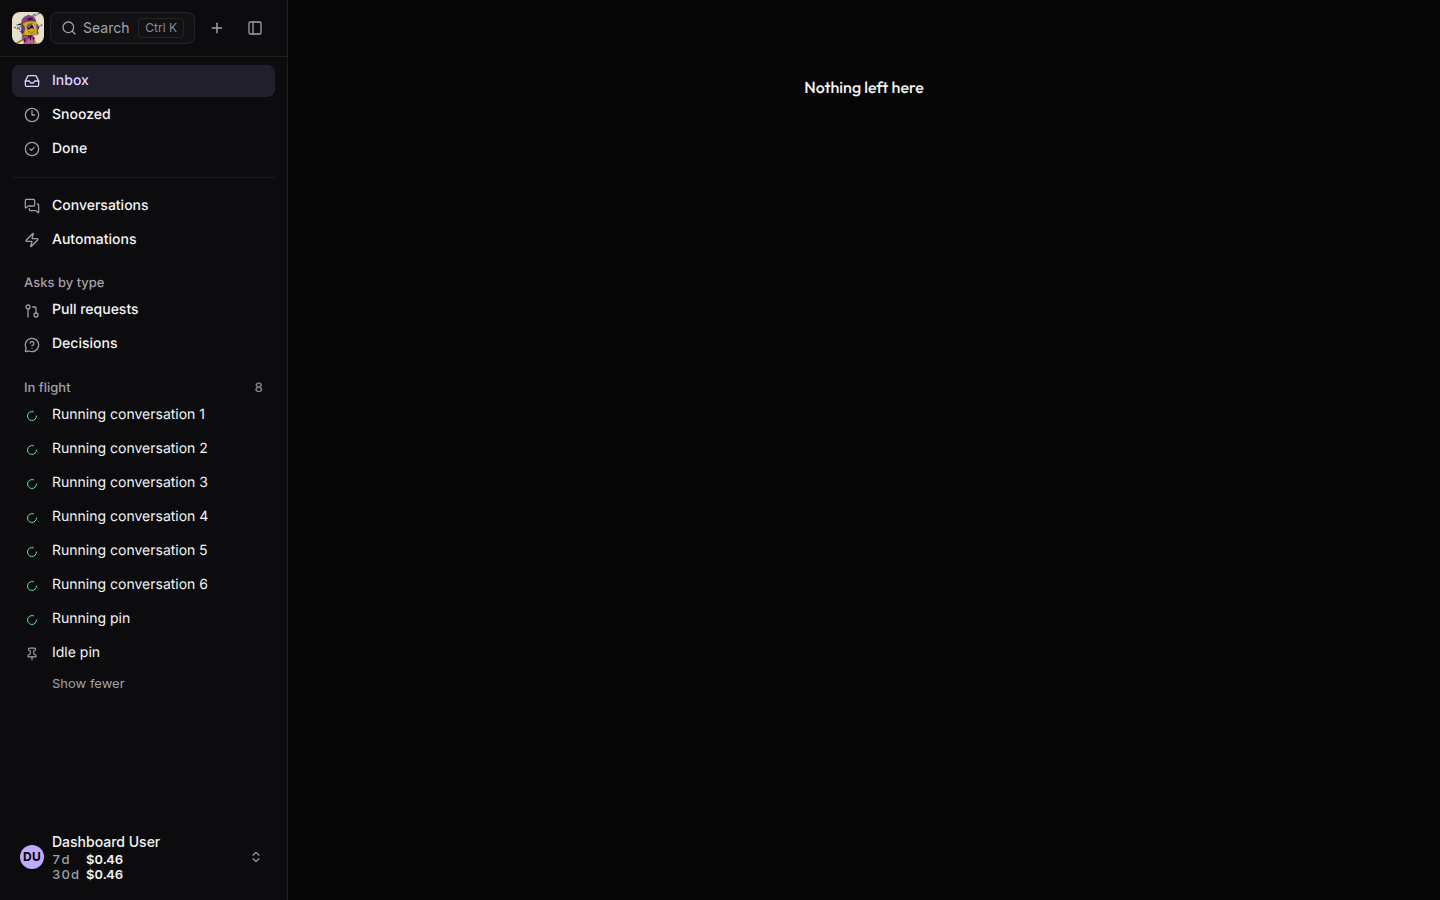 Search Ctrl K
Inbox
Snoozed
Done
Conversations
Automations
Asks by type
Pull requests
Decisions
In flight 8
Running conversation 1
Running conversation 2
Running conversation 3
Running conversation 4
Running conversation 5
Running conversation 6
Running pin
Idle pin
Show fewer
DU
Dashboard User
7d $0.46
30d $0.46
Nothing left here